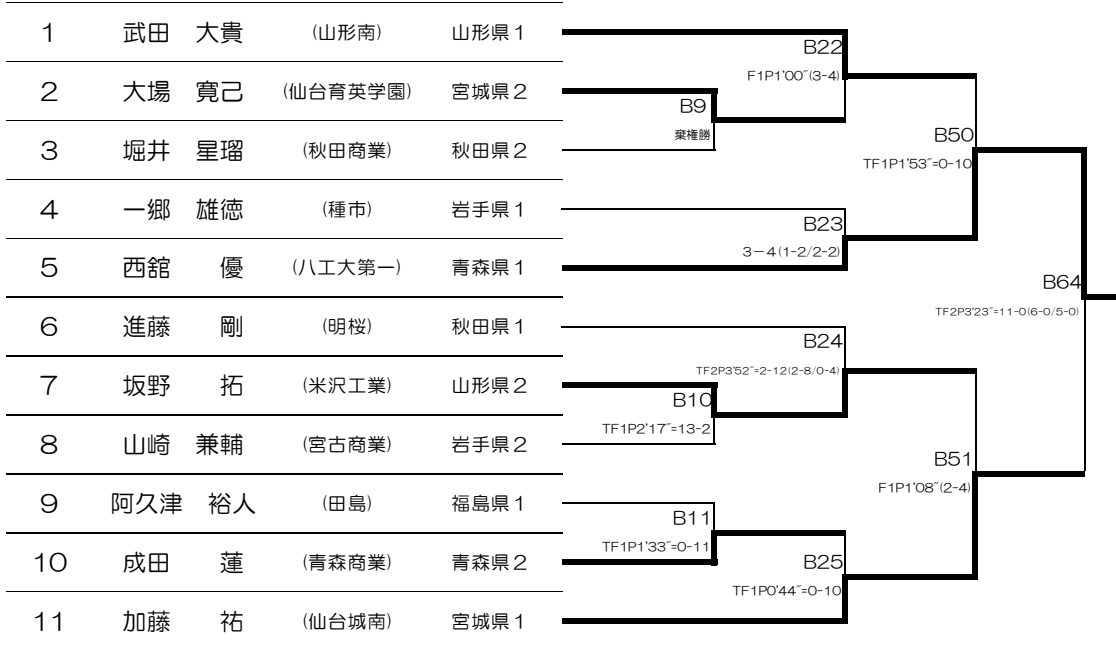 1 武田 大貴 (山形南) 山形県1
B22
F1P1'00″(3-4)
2 大場 寛己 (仙台育英学園) 宮城県2
B9
棄権勝
B50
3 堀井 星瑠 (秋田商業) 秋田県2
TF1P1'53″=0-10
4 一郷 雄徳 (種市) 岩手県1
B23
3-4(1-2/2-2)
5 西舘 優 (八工大第一) 青森県1
B64
TF2P3'23″=11-0(6-0/5-0)
6 進藤 剛 (明桜) 秋田県1
B24
TF2P3'52″=2-12(2-8/0-4)
7 坂野 拓 (米沢工業) 山形県2
B10
TF1P2'17″=13-2
8 山崎 兼輔 (宮古商業) 岩手県2
B51
F1P1'08″(2-4)
9 阿久津 裕人 (田島) 福島県1
B11
TF1P1'33″=0-11
10 成田 蓮 (青森商業) 青森県2
B25
TF1P0'44″=0-10
11 加藤 祐 (仙台城南) 宮城県1